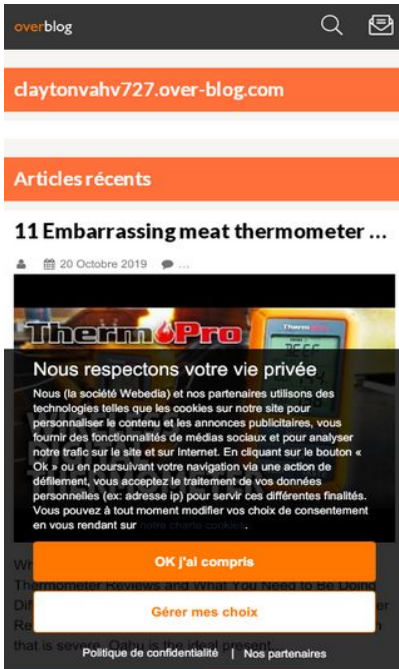 overblog
claytonvahv727.over-blog.com
Articles récents
11 Embarrassing meat thermometer ...
20 Octobre 2019 ...
ThermoPro
Nous respectons votre vie privée
Nous (la société Webedia) et nos partenaires utilisons des
technologies telles que les cookies sur notre site pour
personnaliser le contenu et les annonces publicitaires, vous
fournir des fonctionnalités de médias sociaux et pour analyser
notre trafic sur le site et sur Internet. En cliquant sur le bouton «
Ok » ou en poursuivant votre navigation via une action de
défilement, vous acceptez le traitement de vos données
personnelles (ex: adresse ip) pour servir ces différentes finalités.
Vous pouvez à tout moment modifier vos choix de consentement
en vous rendant sur notre charte cookies.
OK j'ai compris
Thermometer Reviews and What You Need to Be Doing
Gérer mes choix
that is severe. Oahu is the ideal present
Politique de confidentialité | Nos partenaires